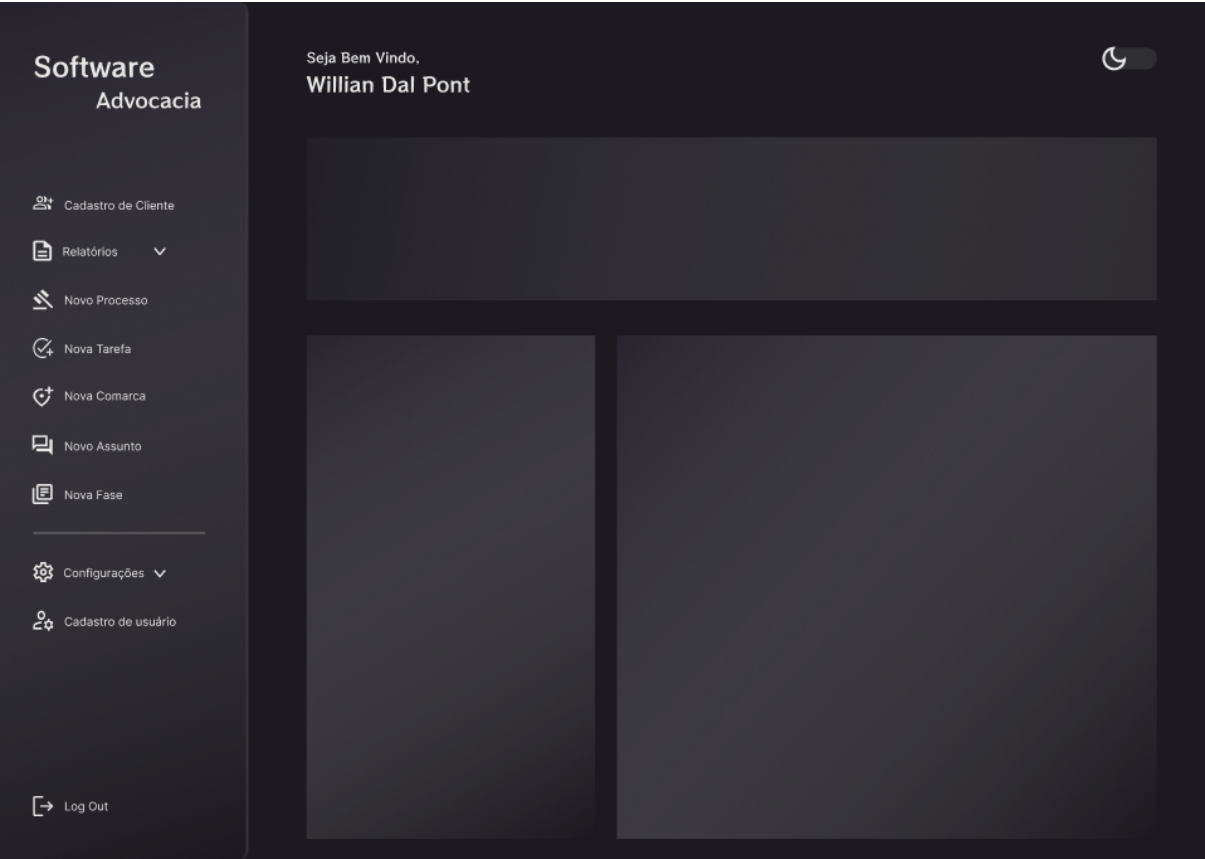 Software
Advocacia
Cadastro de Cliente
Relatórios
Novo Processo
Nova Tarefa
Nova Comarca
Novo Assunto
Nova Fase
Configurações
Cadastro de usuário
Log Out
Seja Bem Vindo,
Willian Dal Pont